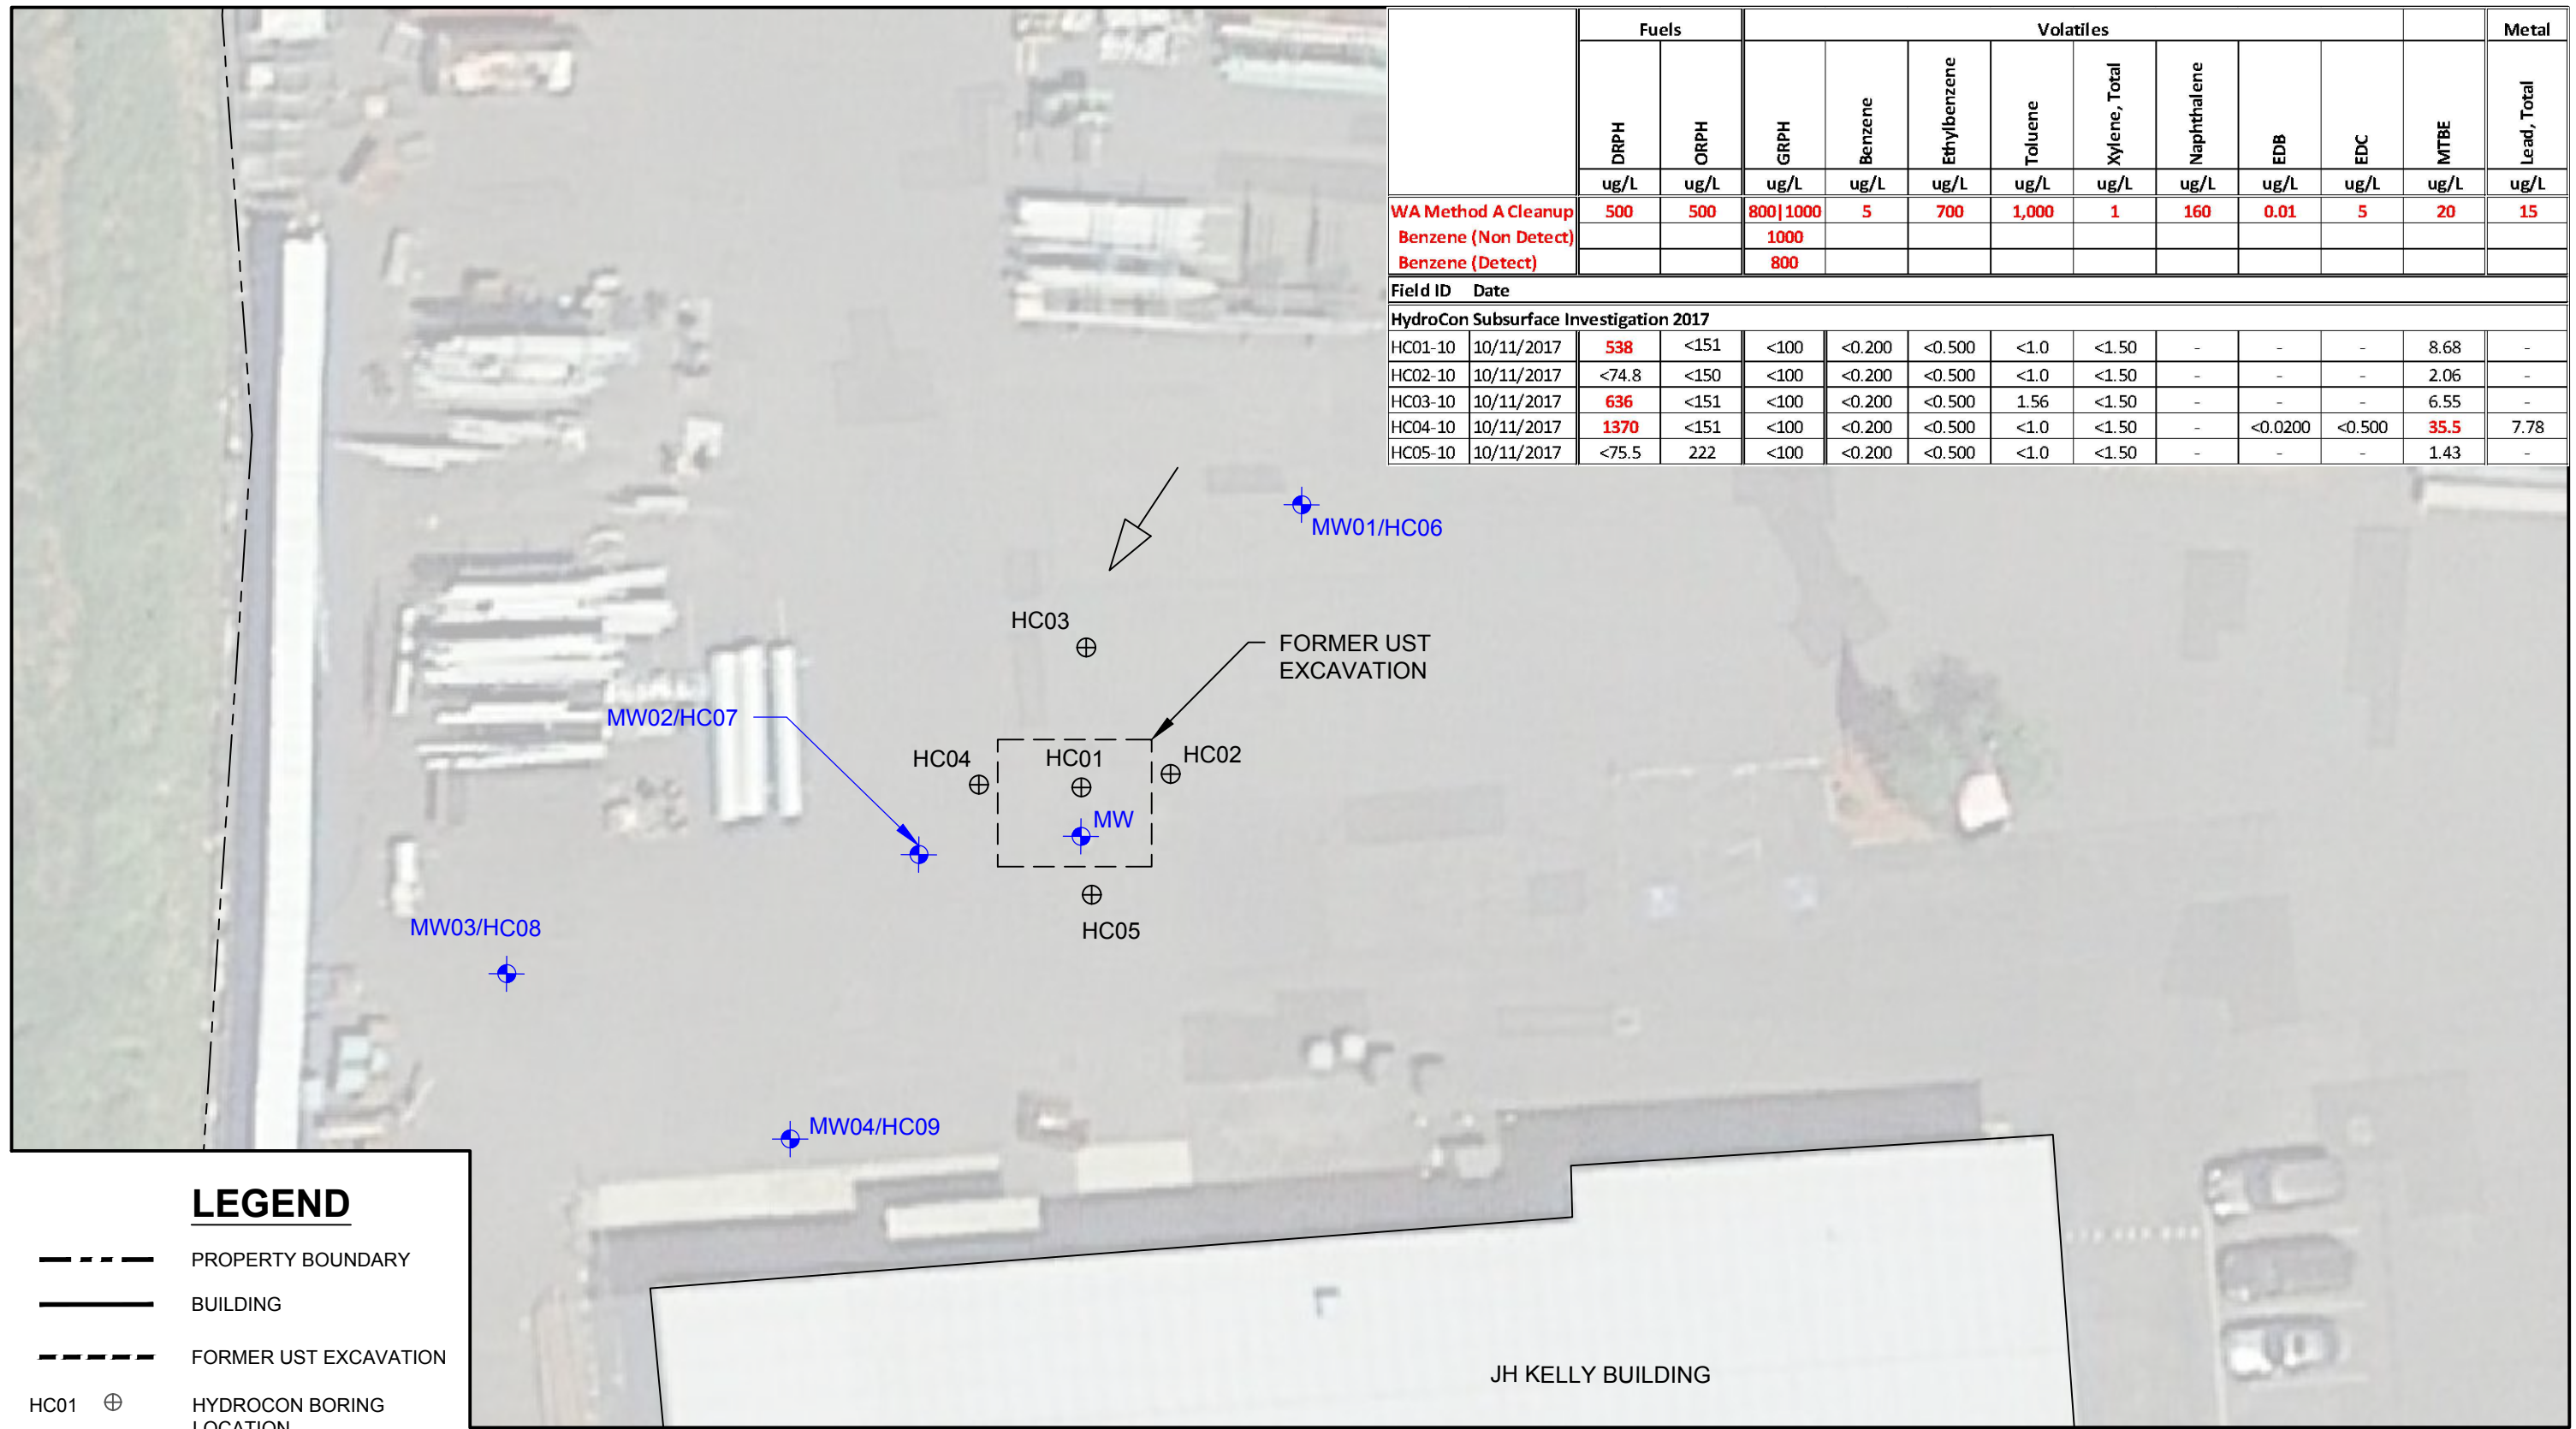 Fuels Volatiles Metal
DRPH ORPH GRPH Benzene Ethylbenzene Toluene Xylene, Total Naphthalene EDB EDC MTBE Lead, Total
ug/L ug/L ug/L ug/L ug/L ug/L ug/L ug/L ug/L ug/L ug/L ug/L
WA Method A Cleanup 500 500 800|1000 5 700 1,000 1 160 0.01 5 20 15
Benzene (Non Detect) 1000
Benzene (Detect) 800
Field ID Date
HydroCon Subsurface Investigation 2017
HC01-10 10/11/2017 538 <151 <100 <0.200 <0.500 <1.0 <1.50 - - - 8.68 -
HC02-10 10/11/2017 <74.8 <150 <100 <0.200 <0.500 <1.0 <1.50 - - - 2.06 -
HC03-10 10/11/2017 636 <151 <100 <0.200 <0.500 1.56 <1.50 - - - 6.55 -
HC04-10 10/11/2017 1370 <151 <100 <0.200 <0.500 <1.0 <1.50 - <0.0200 <0.500 35.5 7.78
HC05-10 10/11/2017 <75.5 222 <100 <0.200 <0.500 <1.0 <1.50 - - - 1.43 -
MW01/HC06
HC03
FORMER UST
EXCAVATION
MW02/HC07
HC04
HC01
HC02
MW
HC05
MW03/HC08
MW04/HC09
JH KELLY BUILDING
LEGEND
PROPERTY BOUNDARY
BUILDING
FORMER UST EXCAVATION
HC01 HYDROCON BORING
LOCATION